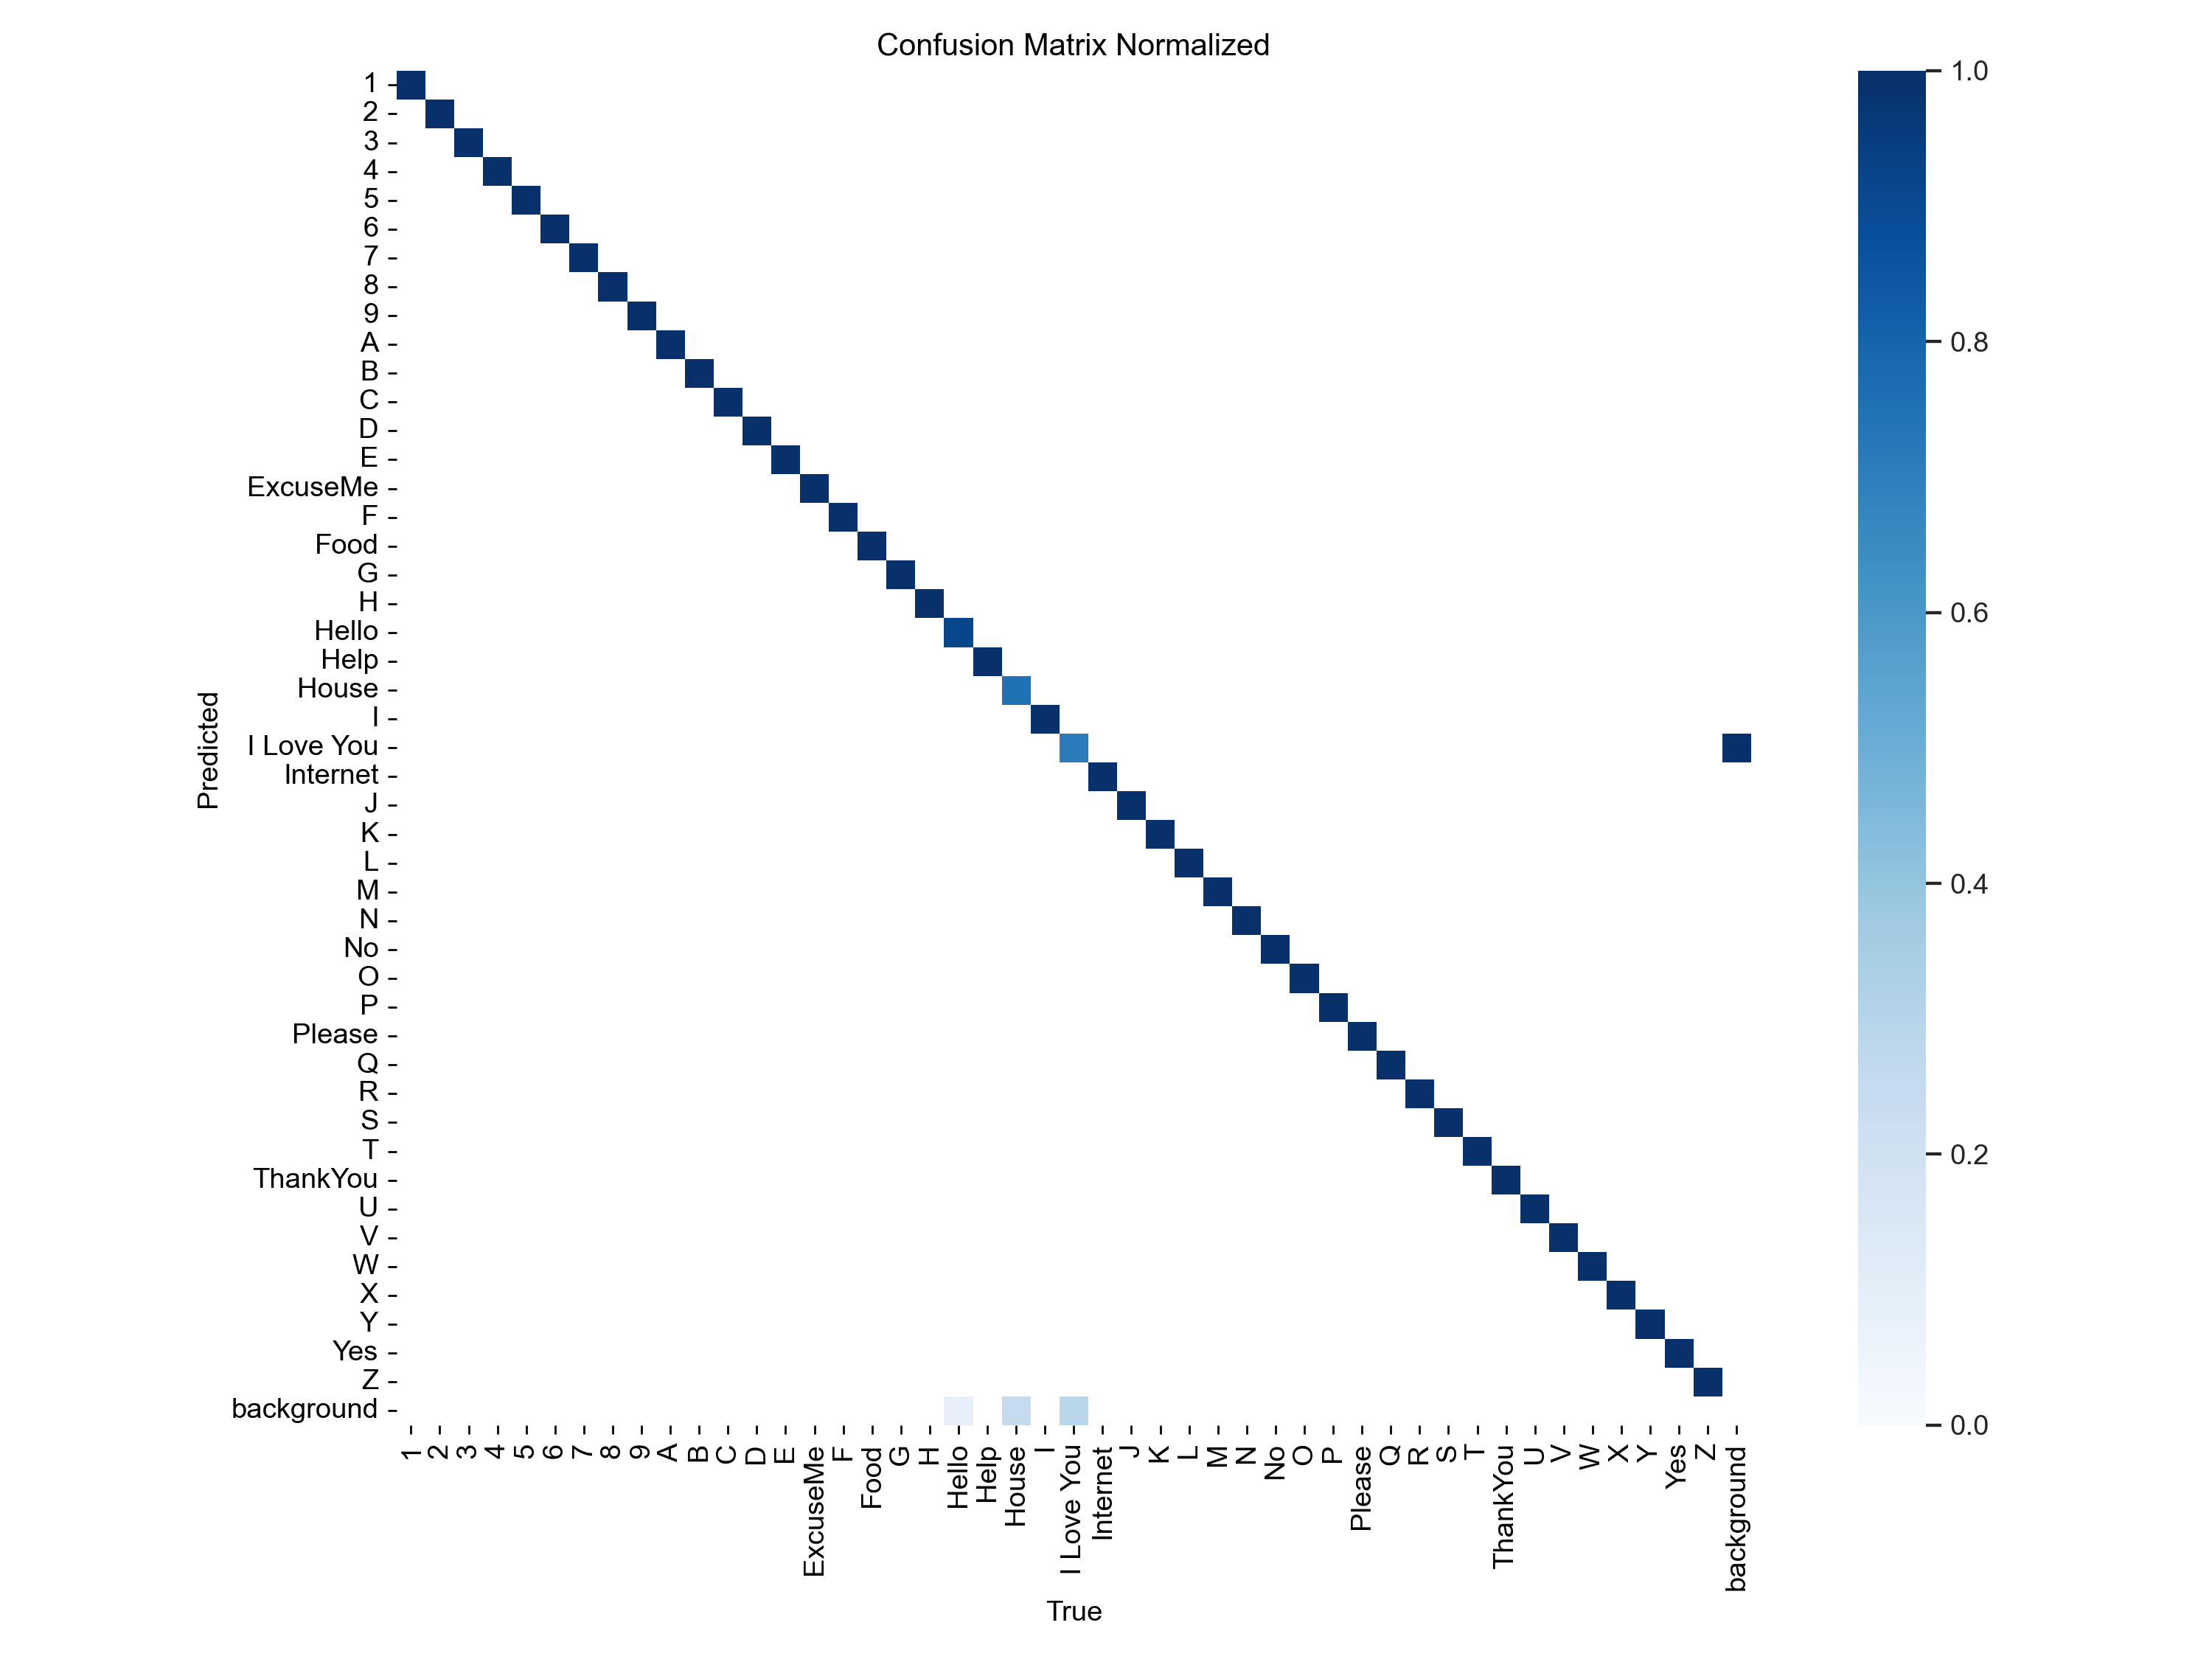 Confusion Matrix Normalized
1
2
3
4
5
6
7
8
9
A
B
C
D
E
ExcuseMe
F
Food
G
H
Hello
Help
House
I
I Love You
Internet
J
K
L
M
N
No
O
P
Please
Q
R
S
T
ThankYou
U
V
W
X
Y
Yes
Z
background
Predicted
1
2
3
4
5
6
7
8
9
A
B
C
D
E
ExcuseMe
F
Food
G
H
Hello
Help
House
I
I Love You
Internet
J
K
L
M
N
No
O
P
Please
Q
R
S
T
ThankYou
U
V
W
X
Y
Yes
Z
background
True
1.0
0.8
0.6
0.4
0.2
0.0